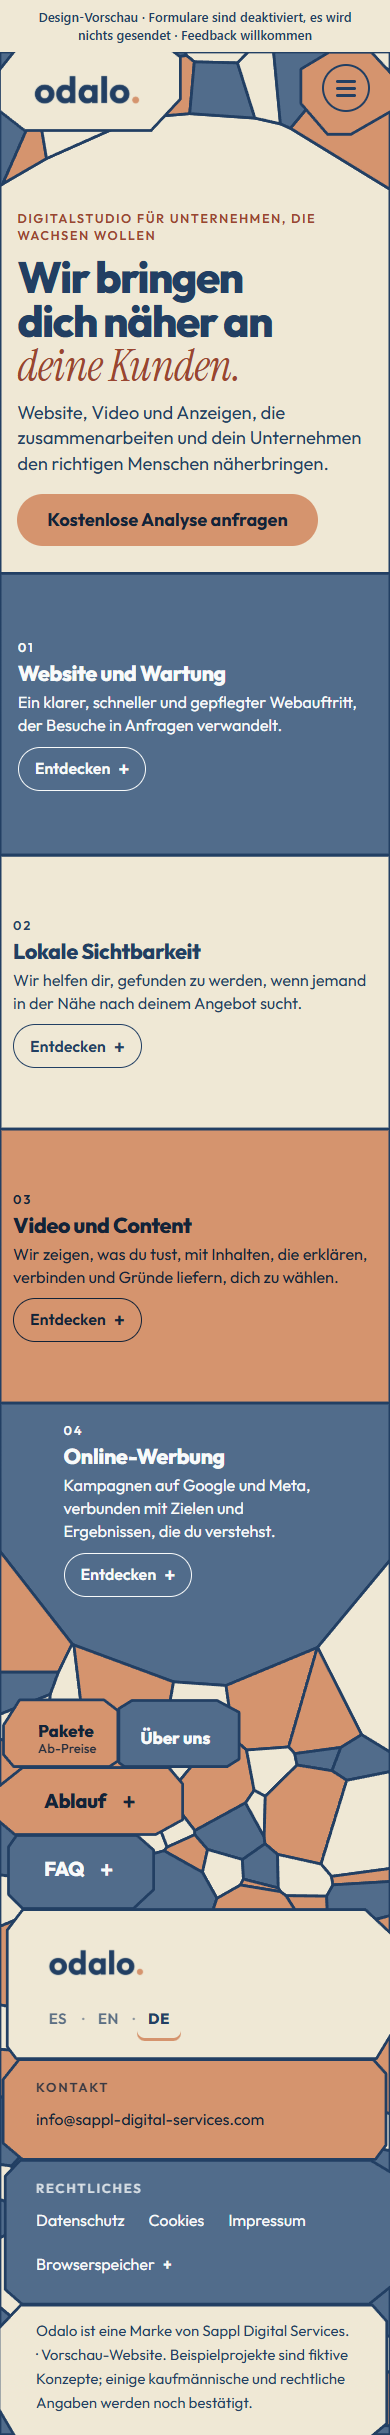 Design-Vorschau · Formulare sind deaktiviert, es wird
nichts gesendet · Feedback willkommen
odalo.
DIGITALSTUDIO FÜR UNTERNEHMEN, DIE
WACHSEN WOLLEN
Wir bringen
dich näher an
deine Kunden.
Website, Video und Anzeigen, die
zusammenarbeiten und dein Unternehmen
den richtigen Menschen näherbringen.
Kostenlose Analyse anfragen
01
Website und Wartung
Ein klarer, schneller und gepflegter Webauftritt,
der Besuche in Anfragen verwandelt.
Entdecken +
02
Lokale Sichtbarkeit
Wir helfen dir, gefunden zu werden, wenn jemand
in der Nähe nach deinem Angebot sucht.
Entdecken +
03
Video und Content
Wir zeigen, was du tust, mit Inhalten, die erklären,
verbinden und Gründe liefern, dich zu wählen.
Entdecken +
04
Online-Werbung
Kampagnen auf Google und Meta,
verbunden mit Zielen und
Ergebnissen, die du verstehst.
Entdecken +
Pakete
Ab-Preise
Über uns
Ablauf +
FAQ +
odalo.
ES · EN · DE
KONTAKT
info@sappl-digital-services.com
RECHTLICHES
Datenschutz Cookies Impressum
Browserspeicher +
Odalo ist eine Marke von Sappl Digital Services.
· Vorschau-Website. Beispielprojekte sind fiktive
Konzepte; einige kaufmännische und rechtliche
Angaben werden noch bestätigt.